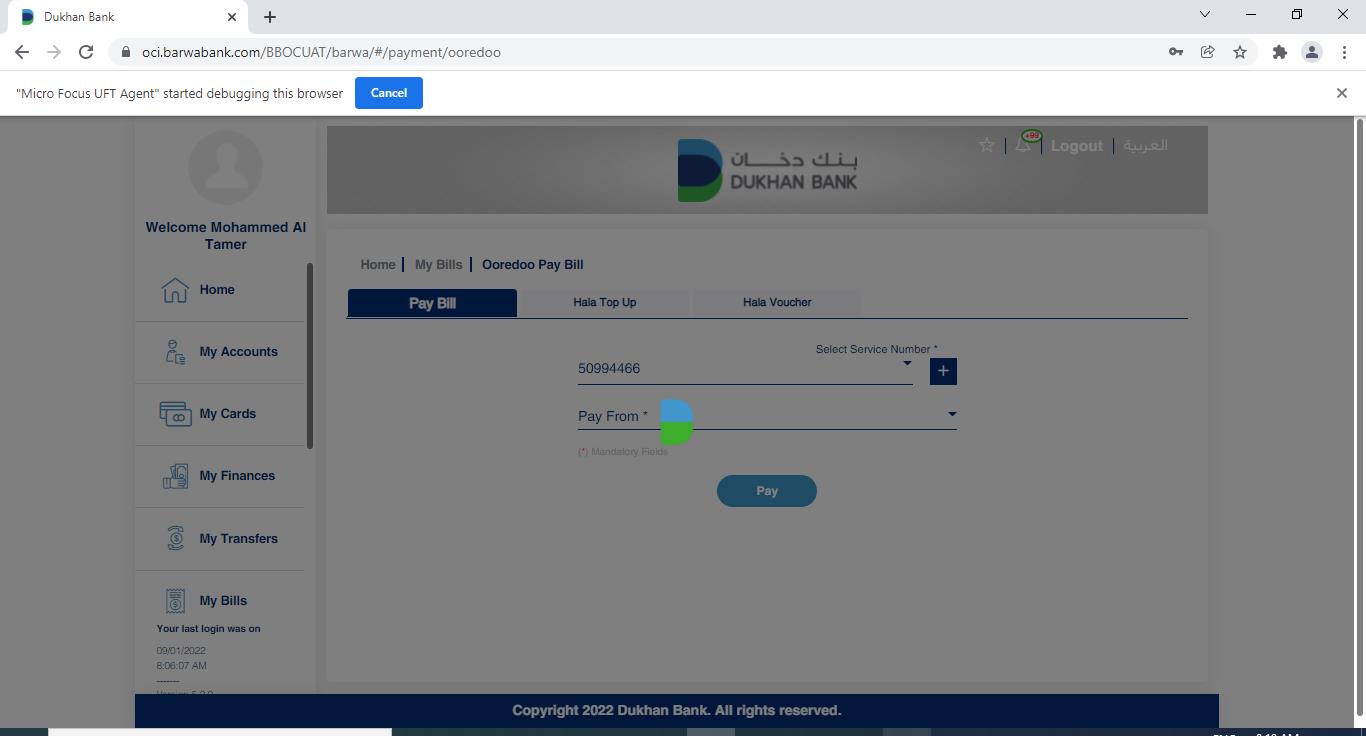 Dukhan Bank
oci.barwabank.com/BBOCUAT/barwa/#/payment/ooredoo
"Micro Focus UFT Agent" started debugging this browser
Cancel
Welcome Mohammed Al
Tamer
Home
My Accounts
My Cards
My Finances
My Transfers
My Bills
Your last login was on
09/01/2022
8:06:07 AM
-------
بنك دخان
DUKHAN BANK
+99
Logout
العربية
Home
My Bills
Ooredoo Pay Bill
Pay Bill
Hala Top Up
Hala Voucher
Select Service Number *
50994466
+
Pay From *
(*) Mandatory Fields
Pay
Copyright 2022 Dukhan Bank. All rights reserved.